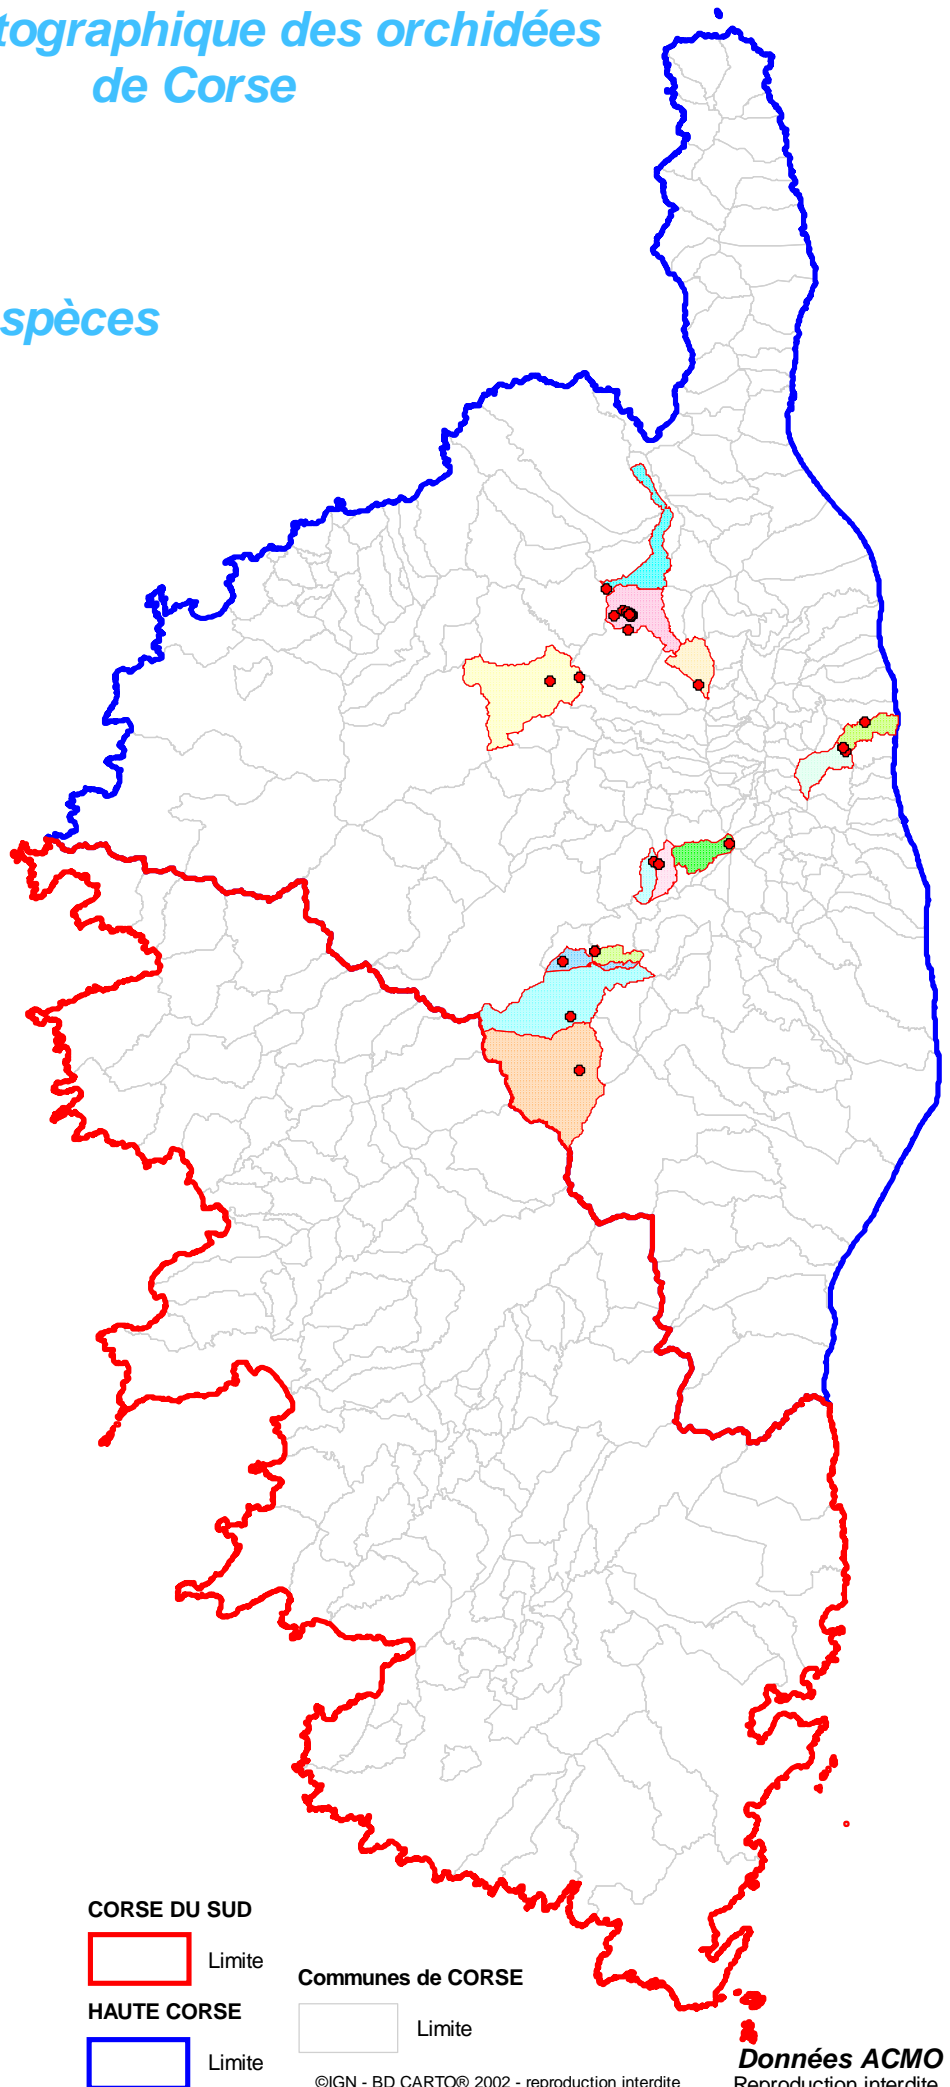 tographique des orchidées
de Corse
spèces
CORSE DU SUD
Limite
Communes de CORSE
HAUTE CORSE
Limite
Limite
Données ACMO
©IGN - BD CARTO® 2002 - reproduction interdite
Reproduction interdite